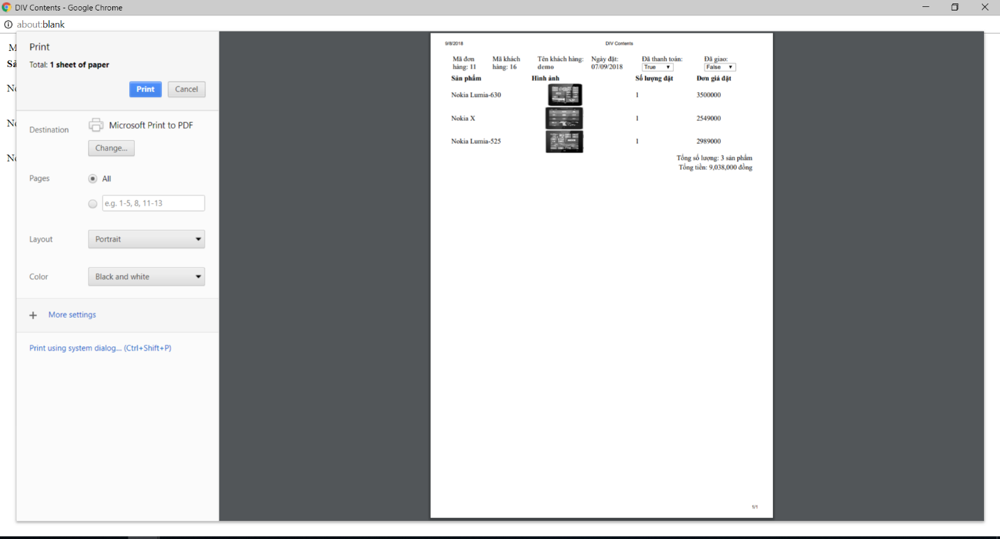 DIV Contents - Google Chrome
about:blank
M
Sả
Nc
Nc
Nc
Print
Total: 1 sheet of paper
Print Cancel
Destination Microsoft Print to PDF
Change...
Pages All
e.g. 1-5, 8, 11-13
Layout Portrait
Color Black and white
+ More settings
Print using system dialog... (Ctrl+Shift+P)
9/8/2018 DIV Contents
Mã đơn Mã khách Tên khách hàng: Ngày đặt: Đã thanh toán: Đã giao:
hàng: 11 hàng: 16 demo 07/09/2018 True False
Sản phẩm Hình ảnh Số lượng đặt Đơn giá đặt
Nokia Lumia-630 1 3500000
Nokia X 1 2549000
Nokia Lumia-525 1 2989000
Tổng số lượng: 3 sản phẩm
Tổng tiền: 9,038,000 đồng
1/1